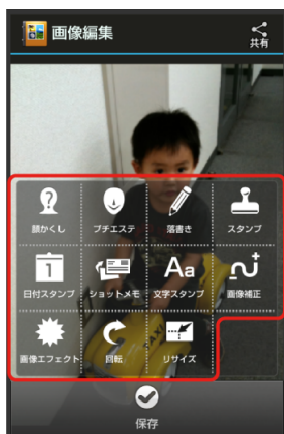 画像編集
共有
顔かくし
プチエステ
落書き
スタンプ
1
日付スタンプ
ショットメモ
Aa
文字スタンプ
画像補正
画像エフェクト
回転
リサイズ
保存